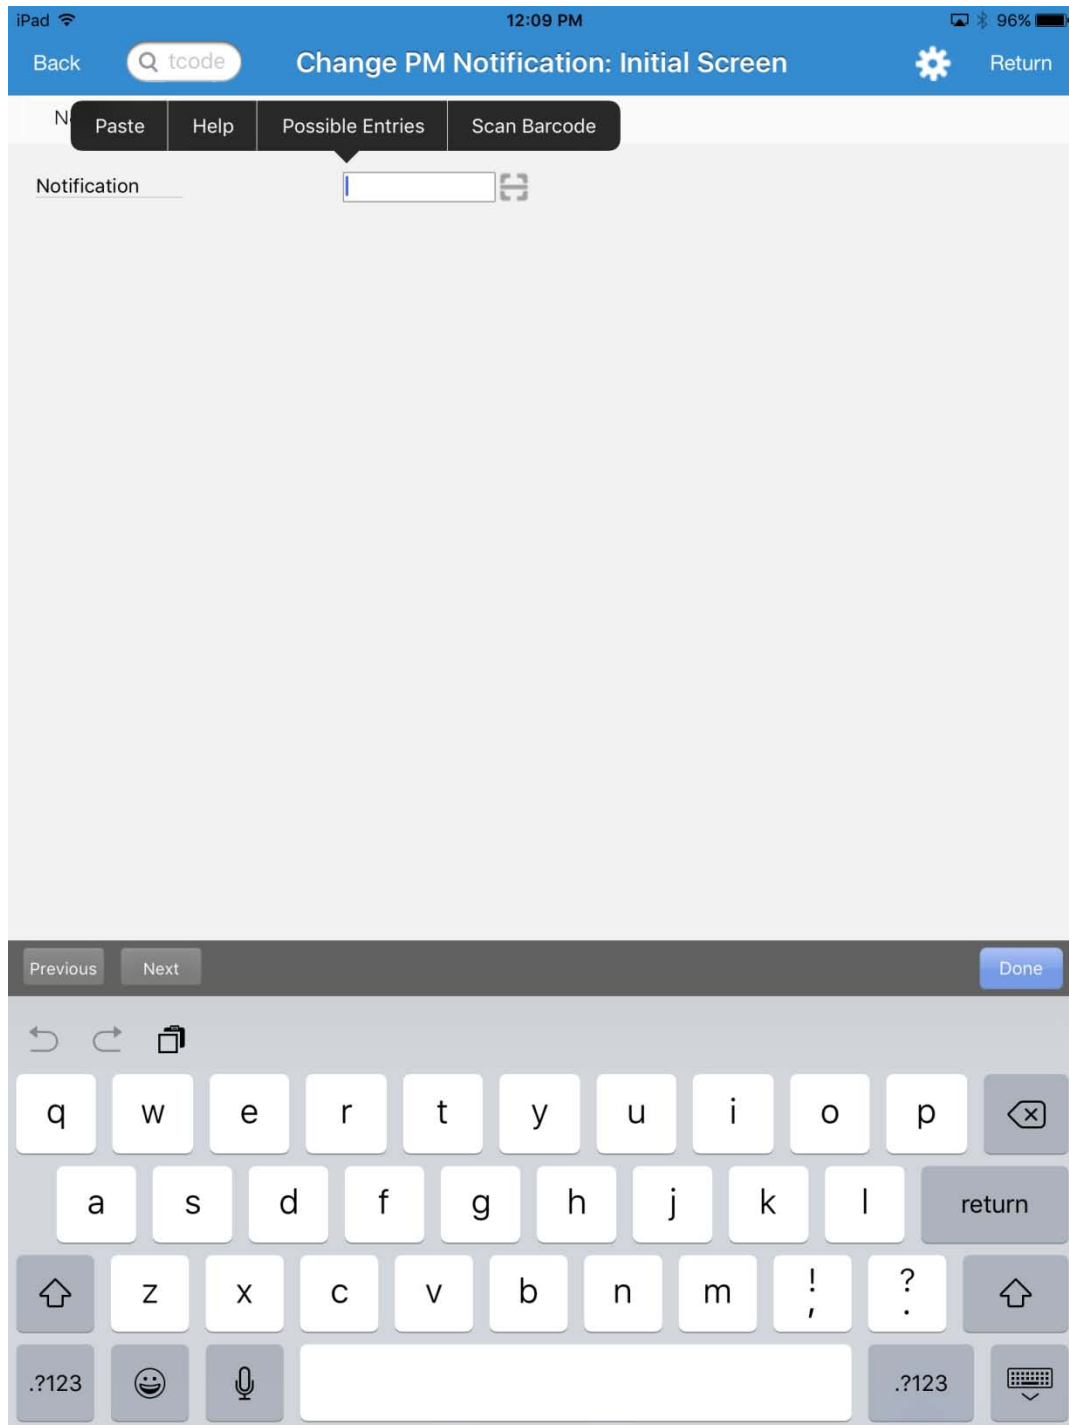 iPad 12:09 PM 96%
Back tcode Change PM Notification: Initial Screen Return
Paste Help Possible Entries Scan Barcode
Notification
Previous Next Done
q w e r t y u i o p
a s d f g h j k l return
z x c v b n m ! , ? .
.?123 .?123